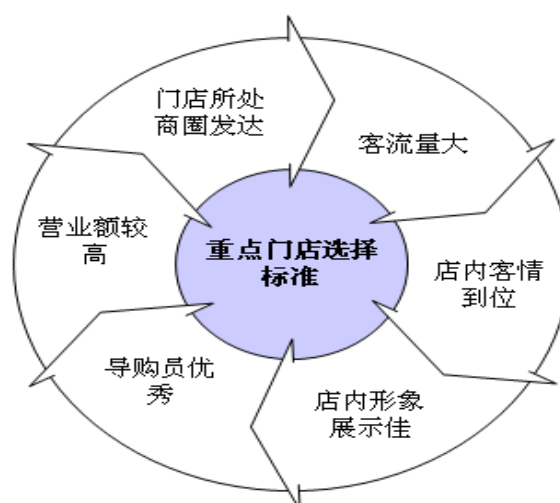 门店所处
商圈发达
客流量大
店内客情
到位
店内形象
展示佳
导购员优
秀
营业额较
高
重点门店选择
标准